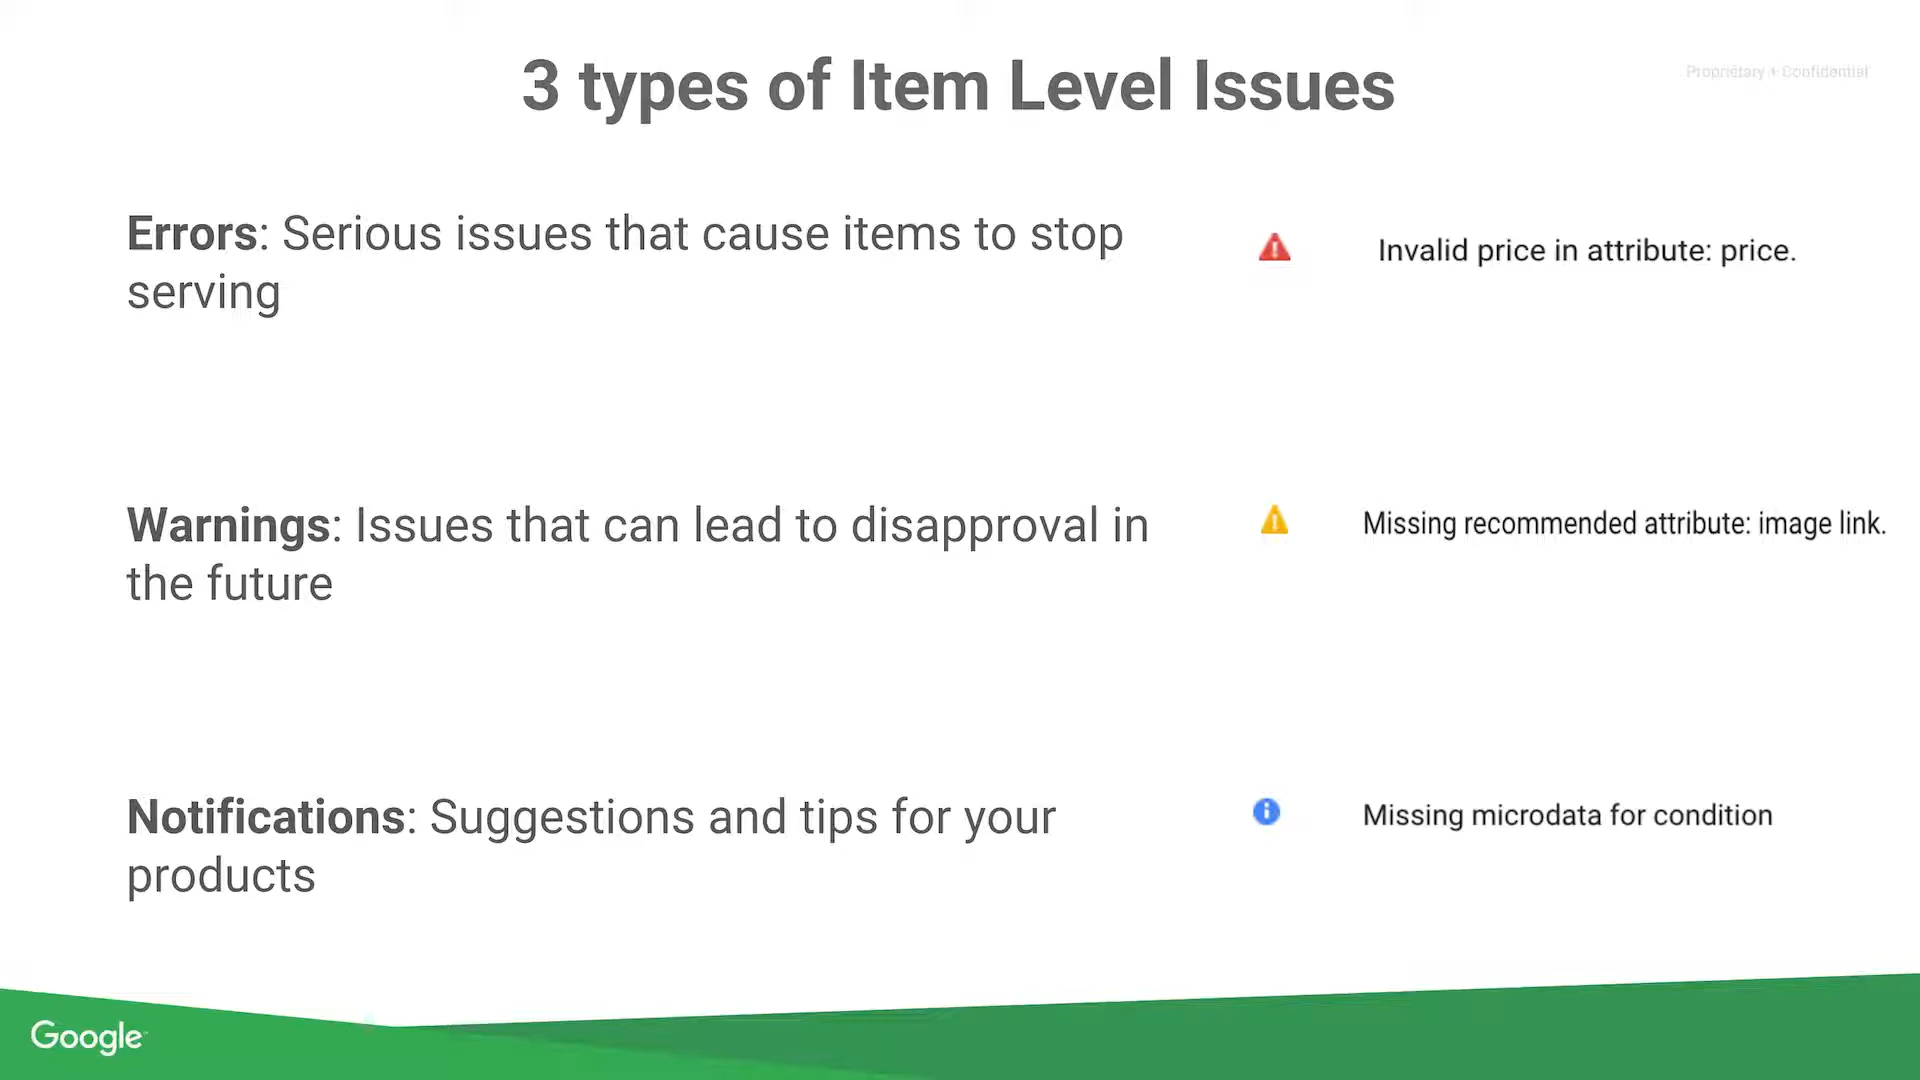 3 types of Item Level Issues
Proprietary + Confidential
Errors: Serious issues that cause items to stop
serving
Invalid price in attribute: price.
Warnings: Issues that can lead to disapproval in
the future
Missing recommended attribute: image link.
Notifications: Suggestions and tips for your
products
Missing microdata for condition
Google